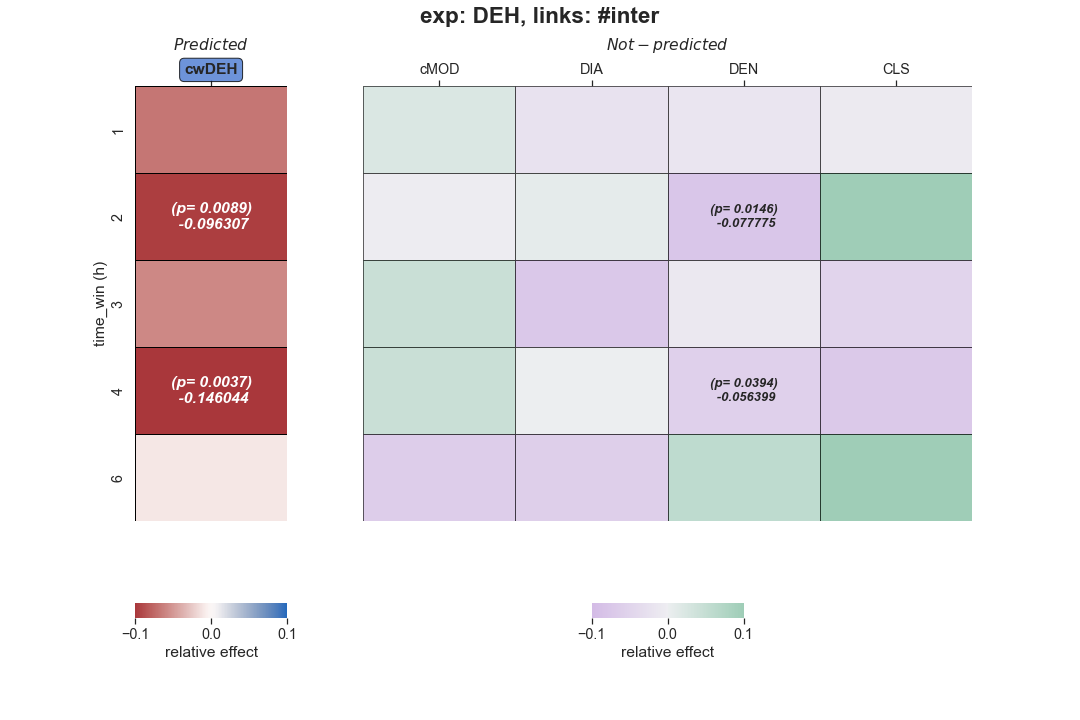 exp: DEH, links: #inter
Predicted
Not − predicted
cwDEH
cMOD DIA DEN CLS
time_win (h)
1
2
(p= 0.0089)
-0.096307
(p= 0.0146)
-0.077775
3
4
(p= 0.0037)
-0.146044
(p= 0.0394)
-0.056399
6
−0.1 0.0 0.1
relative effect
−0.1 0.0 0.1
relative effect